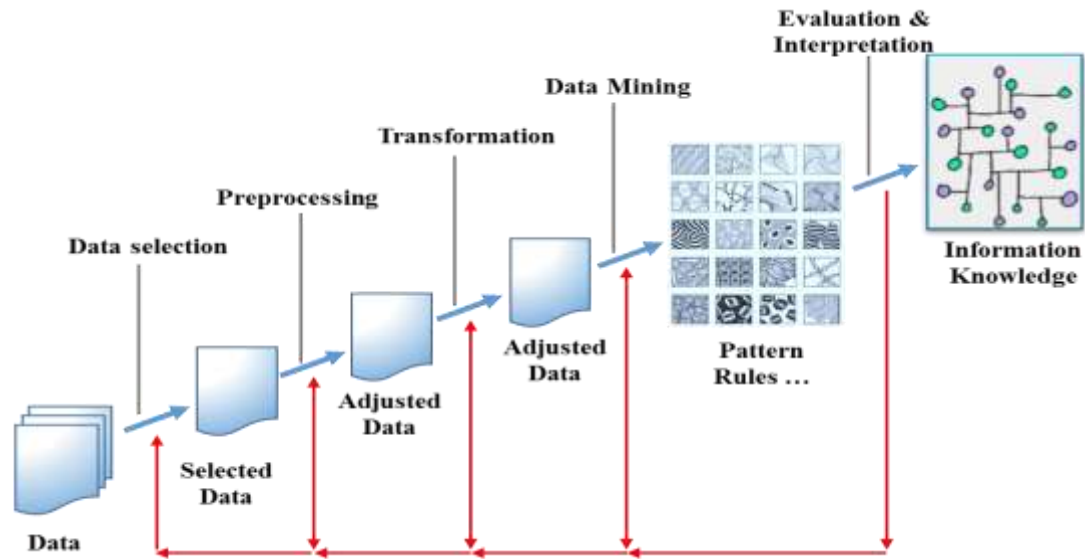 Evaluation &
Interpretation
Data Mining
Transformation
Preprocessing
Data selection
Information
Knowledge
Pattern
Rules ...
Adjusted
Data
Adjusted
Data
Selected
Data
Data